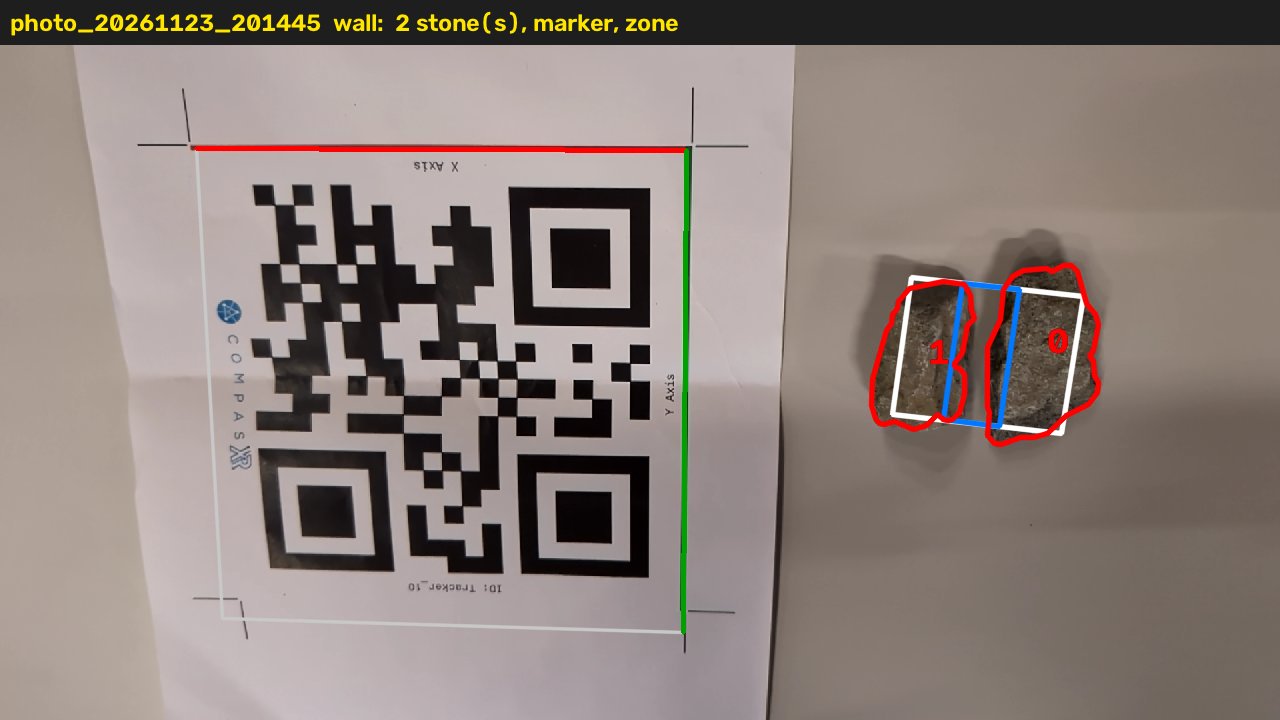 photo_20261123_201445 wall: 2 stone(s), marker, zone
X Axis
COMPAS XR
Y Axis
1
0
ID: Tracker_10